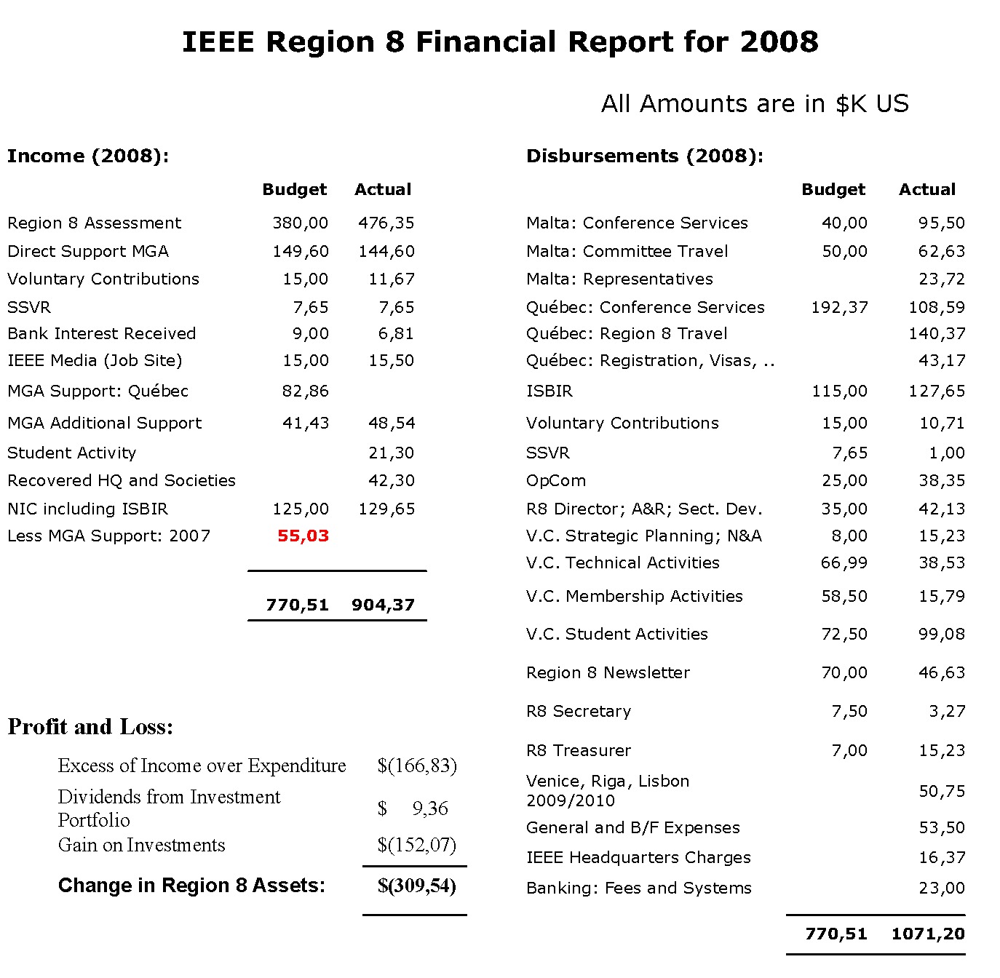 IEEE Region 8 Financial Report for 2008
All Amounts are in $K US
Income (2008):
Budget Actual
Region 8 Assessment 380,00 476,35
Direct Support MGA 149,60 144,60
Voluntary Contributions 15,00 11,67
SSVR 7,65 7,65
Bank Interest Received 9,00 6,81
IEEE Media (Job Site) 15,00 15,50
MGA Support: Québec 82,86
MGA Additional Support 41,43 48,54
Student Activity 21,30
Recovered HQ and Societies 42,30
NIC including ISBIR 125,00 129,65
Less MGA Support: 2007 55,03
770,51 904,37
Profit and Loss:
Excess of Income over Expenditure $(166,83)
Dividends from Investment
Portfolio $ 9,36
Gain on Investments $(152,07)
Change in Region 8 Assets: $(309,54)
Disbursements (2008):
Budget Actual
Malta: Conference Services 40,00 95,50
Malta: Committee Travel 50,00 62,63
Malta: Representatives 23,72
Québec: Conference Services 192,37 108,59
Québec: Region 8 Travel 140,37
Québec: Registration, Visas, .. 43,17
ISBIR 115,00 127,65
Voluntary Contributions 15,00 10,71
SSVR 7,65 1,00
OpCom 25,00 38,35
R8 Director; A&R; Sect. Dev. 35,00 42,13
V.C. Strategic Planning; N&A 8,00 15,23
V.C. Technical Activities 66,99 38,53
V.C. Membership Activities 58,50 15,79
V.C. Student Activities 72,50 99,08
Region 8 Newsletter 70,00 46,63
R8 Secretary 7,50 3,27
R8 Treasurer 7,00 15,23
Venice, Riga, Lisbon
2009/2010 50,75
General and B/F Expenses 53,50
IEEE Headquarters Charges 16,37
Banking: Fees and Systems 23,00
770,51 1071,20